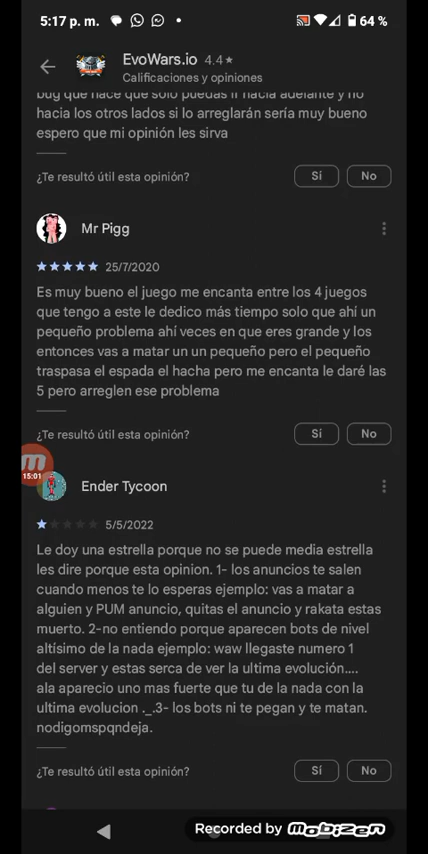 5:17 p. m.
64 %
EvoWars.io 4.4★
Calificaciones y opiniones
bug que hace que solo puedas ir hacia adelante y no
hacia los otros lados si lo arreglarán sería muy bueno
espero que mi opinión les sirva
¿Te resultó útil esta opinión? Sí No
Mr Pigg
25/7/2020
Es muy bueno el juego me encanta entre los 4 juegos
que tengo a este le dedico más tiempo solo que ahí un
pequeño problema ahí veces en que eres grande y los
entonces vas a matar un un pequeño pero el pequeño
traspasa el espada el hacha pero me encanta le daré las
5 pero arreglen ese problema
¿Te resultó útil esta opinión? Sí No
15:01
Ender Tycoon
5/5/2022
Le doy una estrella porque no se puede media estrella
les dire porque esta opinion. 1- los anuncios te salen
cuando menos te lo esperas ejemplo: vas a matar a
alguien y PUM anuncio, quitas el anuncio y rakata estas
muerto. 2-no entiendo porque aparecen bots de nivel
altísimo de la nada ejemplo: waw llegaste numero 1
del server y estas serca de ver la ultima evolución....
ala aparecio uno mas fuerte que tu de la nada con la
ultima evolucion ._.3- los bots ni te pegan y te matan.
nodigomspqndeja.
¿Te resultó útil esta opinión? Sí No
Recorded by mobizen